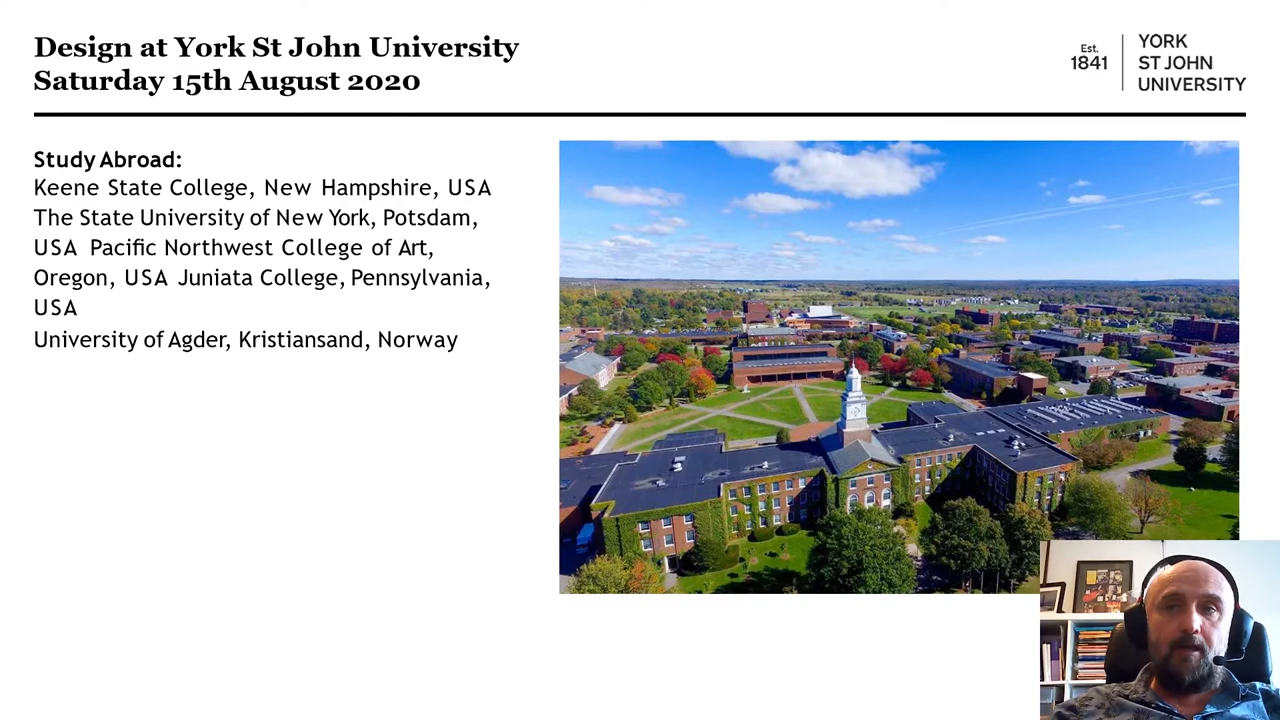 Design at York St John University
Saturday 15th August 2020
Est.
1841
YORK
ST JOHN
UNIVERSITY
Study Abroad:
Keene State College, New Hampshire, USA
The State University of New York, Potsdam,
USA Pacific Northwest College of Art,
Oregon, USA Juniata College, Pennsylvania,
USA
University of Agder, Kristiansand, Norway